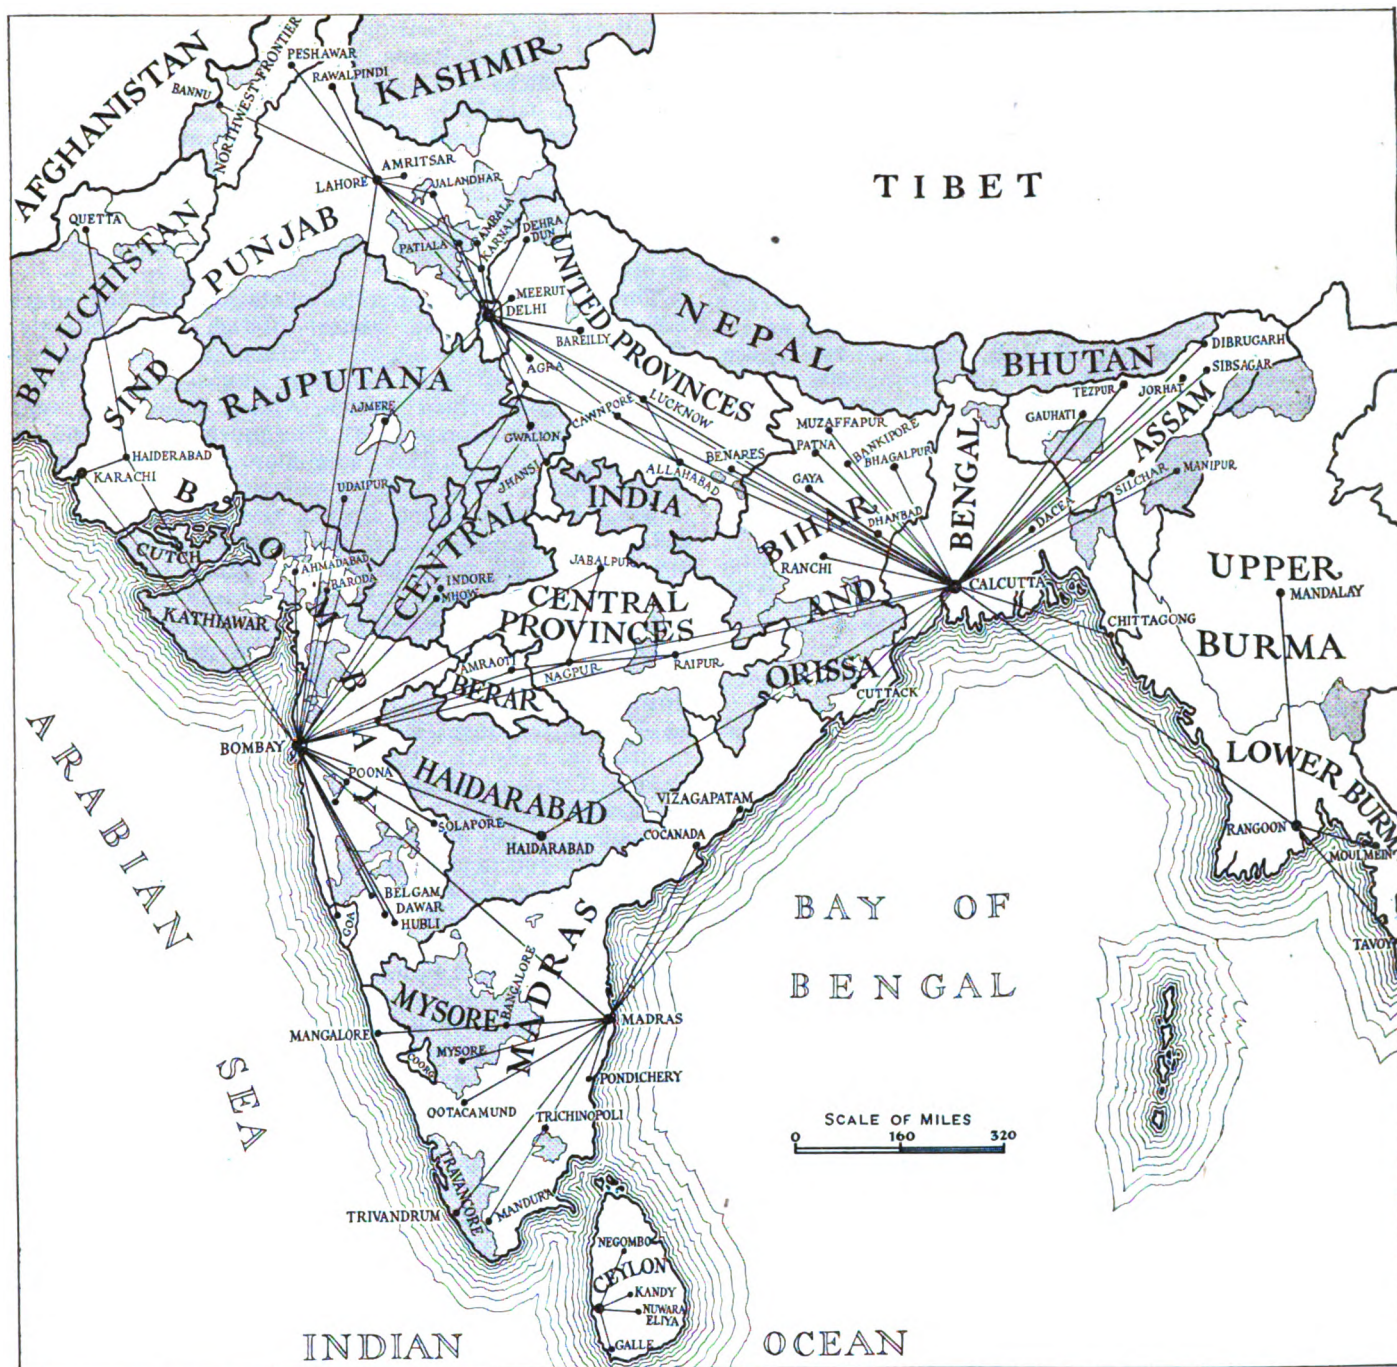 AFGHANISTAN
NORTHWEST FRONTIER
PESHAWAR
RAWALPINDI
BANNU
KASHMIR
TIBET
AMRITSAR
LAHORE
JALANDHAR
QUETTA
BALUCHISTAN
PUNJAB
PATIALA
AMBALA
KARNAL
DEHRA
DUN
UNITED PROVINCES
MEERUT
DELHI
BAREILLY
NEPAL
BHUTAN
DIBRUGARH
SIBSAGAR
TEZPUR
JORHAT
GAUHATI
ASSAM
SIND
RAJPUTANA
AJMERE
AGRA
GWALION
CAWNPORE
LUCKNOW
MUZAFFAPUR
PATNA
BANKIPORE
BHAGALPUR
BENGAL
BENARES
ALLAHABAD
GAYA
DHANBAD
SILCHAR
MANIPUR
DACEA
HAIDERABAD
KARACHI
UDAIPUR
JHANSI
CENTRAL
INDIA
BIHAR
AND
ORISSA
RANCHI
CALCUTTA
CUTCH
KATHIAWAR
BOMBAY
AHMADABAD
BARODA
INDORE
MHOW
JABALPUR
CENTRAL
PROVINCES
UPPER
BURMA
MANDALAY
CHITTAGONG
AMRAOTI
BERAR
NAGPUR
RAIPUR
CUTTACK
BOMBAY
POONA
SOLAPORE
HAIDARABAD
HAIDARABAD
VIZAGAPATAM
COCANADA
LOWER BURM
RANGOON
MOULMEIN
TAVOY
ARABIAN
SEA
BELGAM
DAWAR
HUBLI
GOA
MADRAS
BAY OF
BENGAL
MYSORE
BANGALORE
MANGALORE
MYSORE
COORG
MADRAS
PONDICHERY
OOTACAMUND
TRICHINOPOLI
SCALE OF MILES
0 160 320
TRAVANCORE
TRIVANDRUM
MANDURA
NEGOMBO
CEYLON
KANDY
NUWARA
ELIYA
GALLE
INDIAN OCEAN